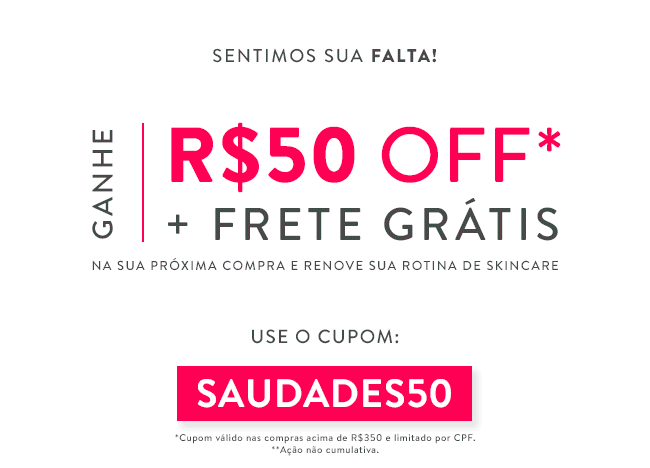 SENTIMOS SUA FALTA!
GANHE
R$50 OFF*
+ FRETE GRÁTIS
NA SUA PRÓXIMA COMPRA E RENOVE SUA ROTINA DE SKINCARE
USE O CUPOM:
SAUDADES50
*Cupom válido nas compras acima de R$350 e limitado por CPF.
**Ação não cumulativa.